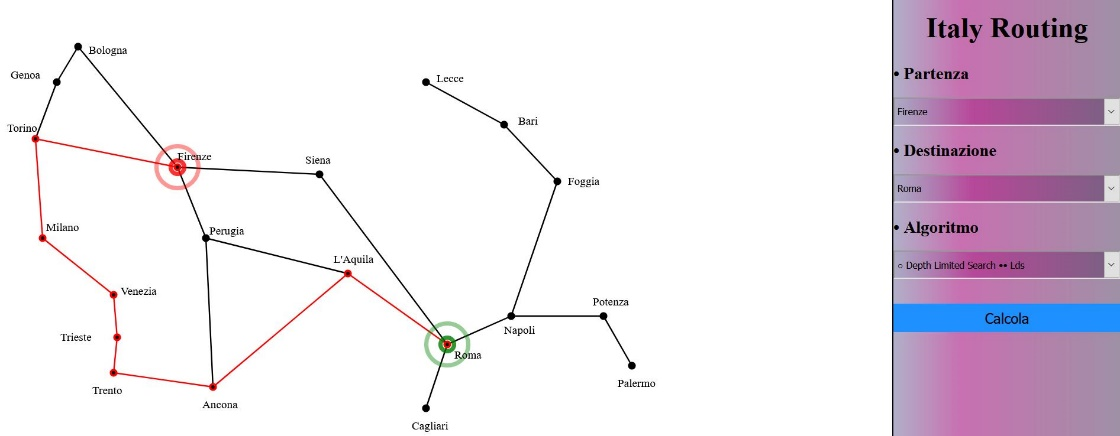 Bologna
Genoa
Lecce
Bari
Torino
Firenze
Siena
Foggia
Milano
Perugia
L'Aquila
Venezia
Potenza
Trieste
Napoli
Roma
Trento
Palermo
Ancona
Cagliari
Italy Routing
• Partenza
Firenze
• Destinazione
Roma
• Algoritmo
○ Depth Limited Search •• Lds
Calcola